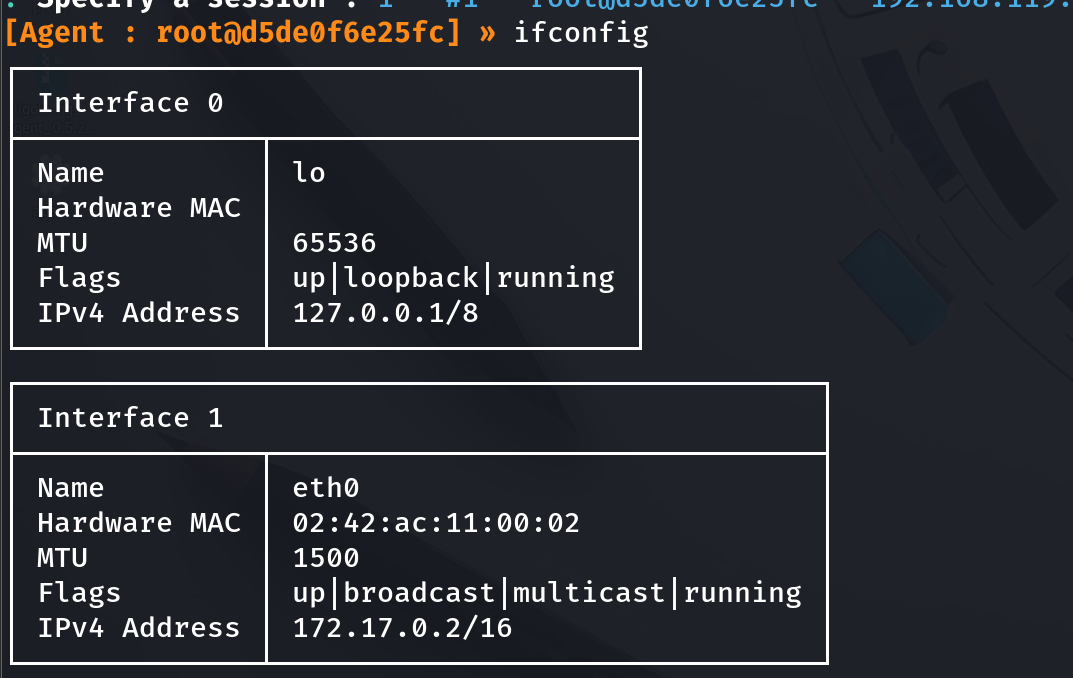 : Specify a session : 1 - #1 - root@d5de0f6e25fc - 192.168.119.
[Agent : root@d5de0f6e25fc] » ifconfig
Interface 0
Name lo
Hardware MAC
MTU 65536
Flags up|loopback|running
IPv4 Address 127.0.0.1/8
Interface 1
Name eth0
Hardware MAC 02:42:ac:11:00:02
MTU 1500
Flags up|broadcast|multicast|running
IPv4 Address 172.17.0.2/16